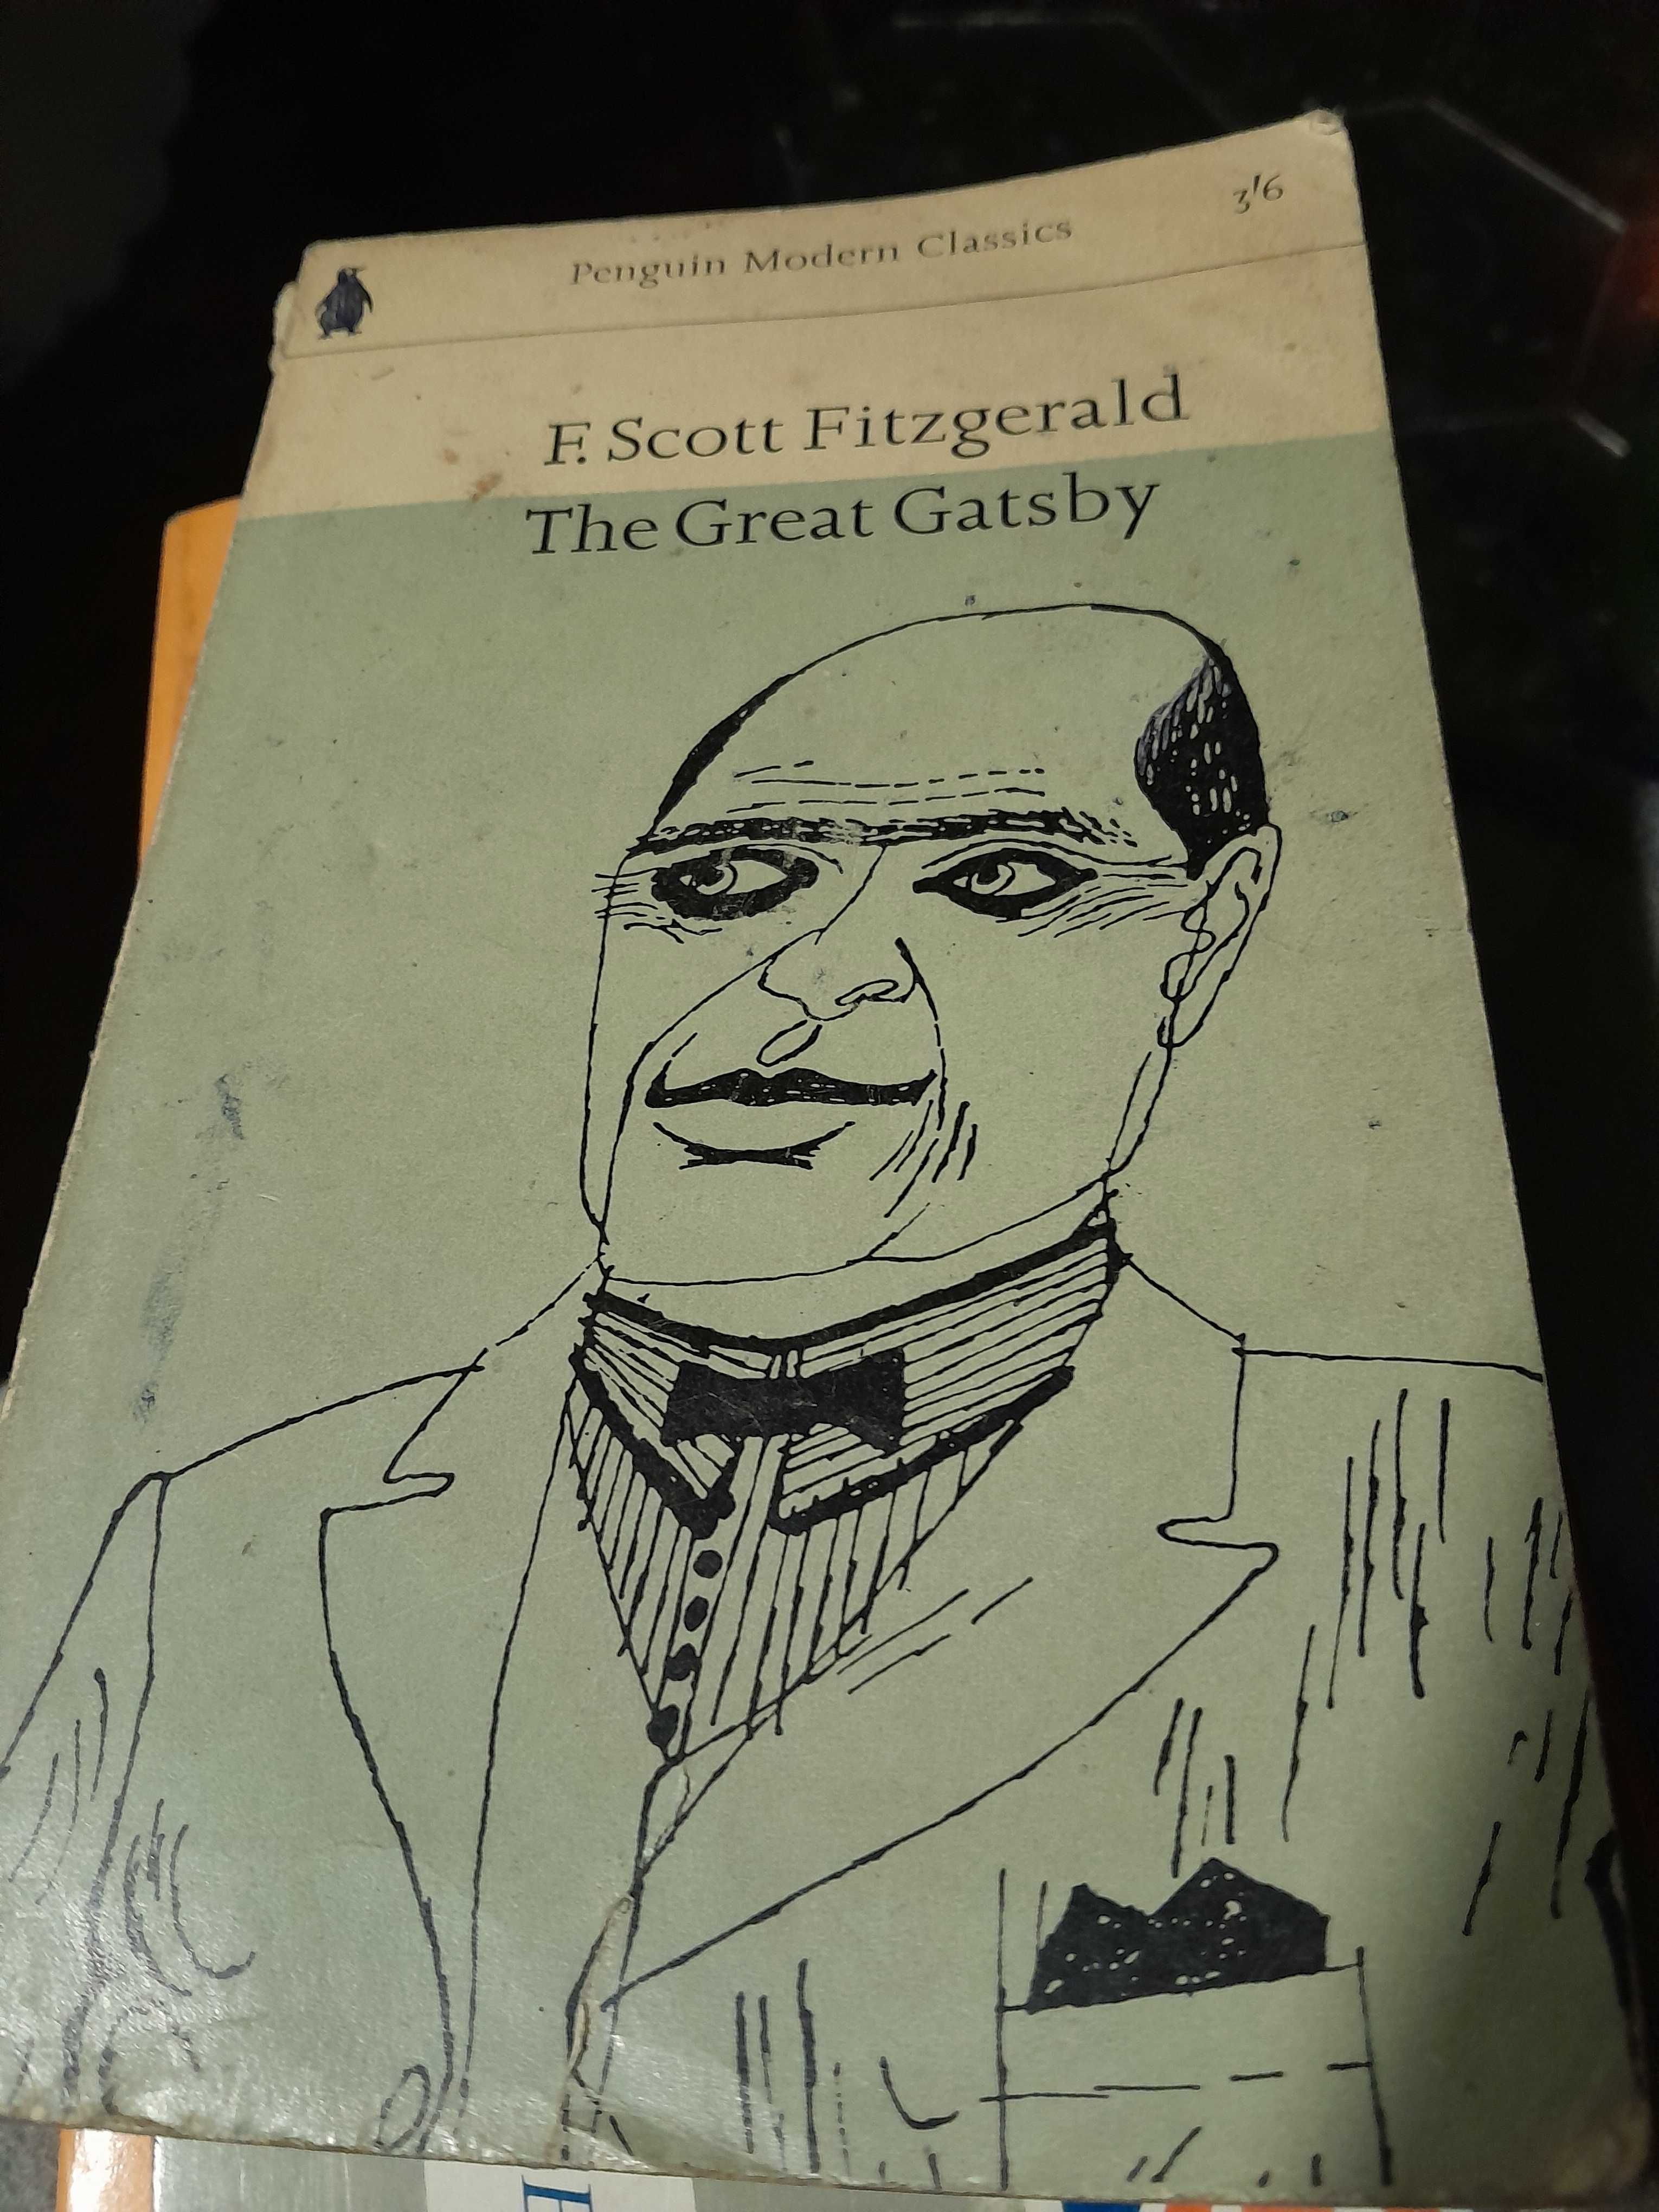 Penguin Modern Classics
3'6
F. Scott Fitzgerald
The Great Gatsby